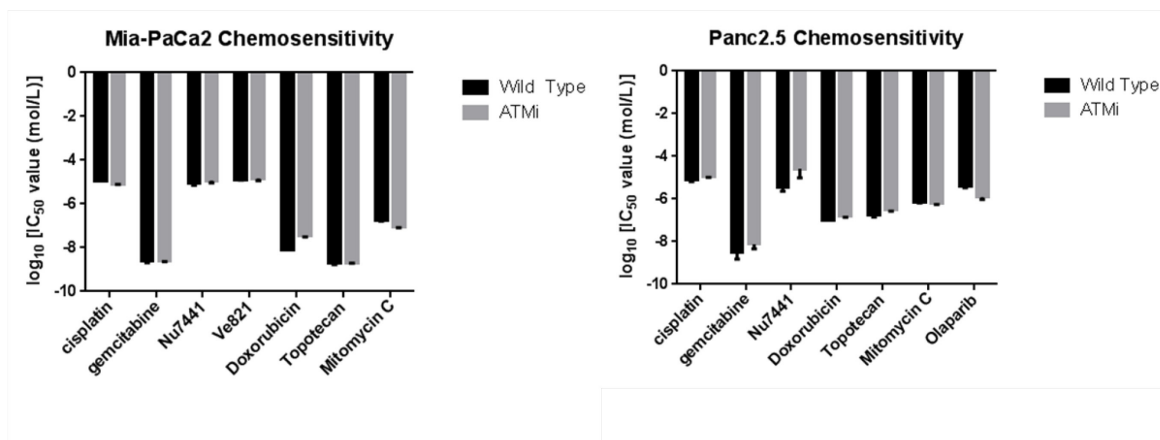 Mia-PaCa2 Chemosensitivity
log10 [IC50 value (mol/L)]
0
-2
-4
-6
-8
-10
cisplatin
gemcitabine
Nu7441
Ve821
Doxorubicin
Topotecan
Mitomycin C
Wild Type
ATMi
Panc2.5 Chemosensitivity
log10 [IC50 value (mol/L)]
0
-2
-4
-6
-8
-10
cisplatin
gemcitabine
Nu7441
Doxorubicin
Topotecan
Mitomycin C
Olaparib
Wild Type
ATMi